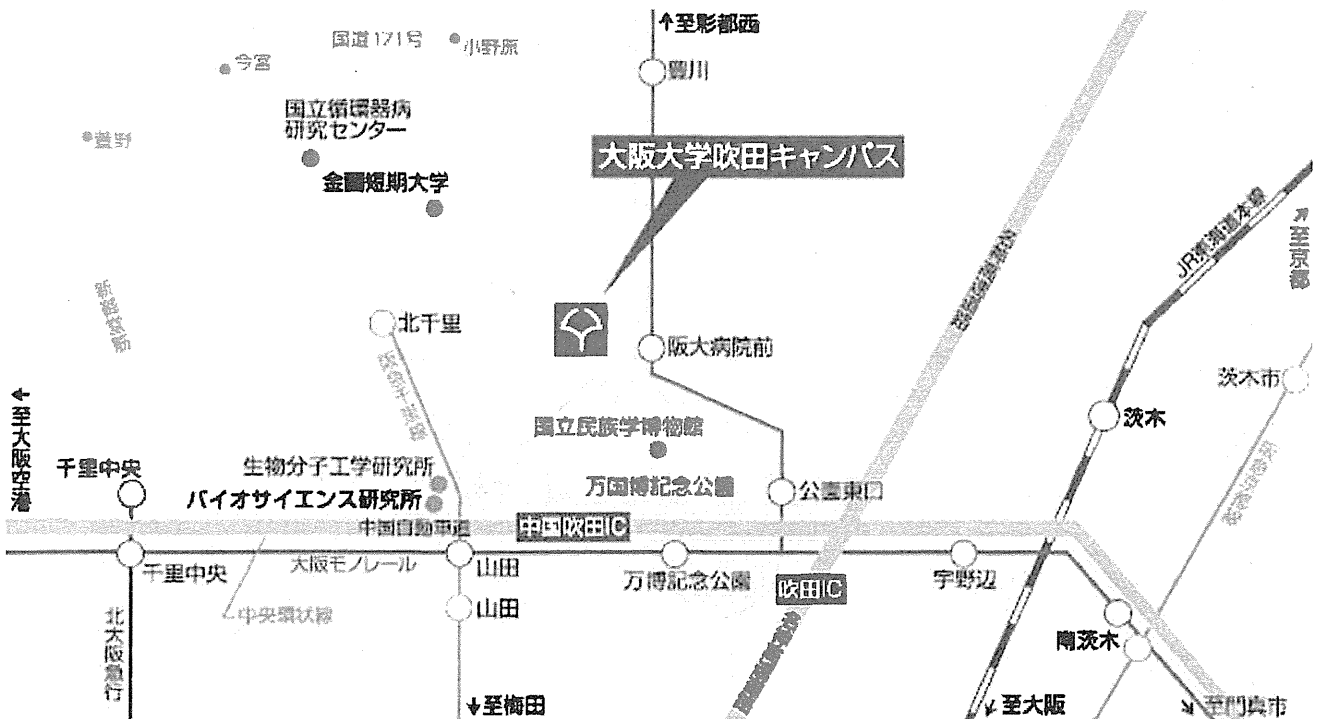 ↑至彩都西
国道171号
小野原
今宮
豊川
国立循環器病
研究センター
萱野
大阪大学吹田キャンパス
金蘭短期大学
JR東海道本線
↗至京都
北千里
阪大病院前
茨木市
←至大阪空港
茨木
国立民族学博物館
千里中央
生物分子工学研究所
万国博記念公園
公園東口
バイオサイエンス研究所
中国自動車道
中国吹田IC
千里中央
大阪モノレール
山田
万博記念公園
吹田IC
宇野辺
中央環状線
山田
北大阪急行
南茨木
↓至梅田
↙至大阪
↘至門真市